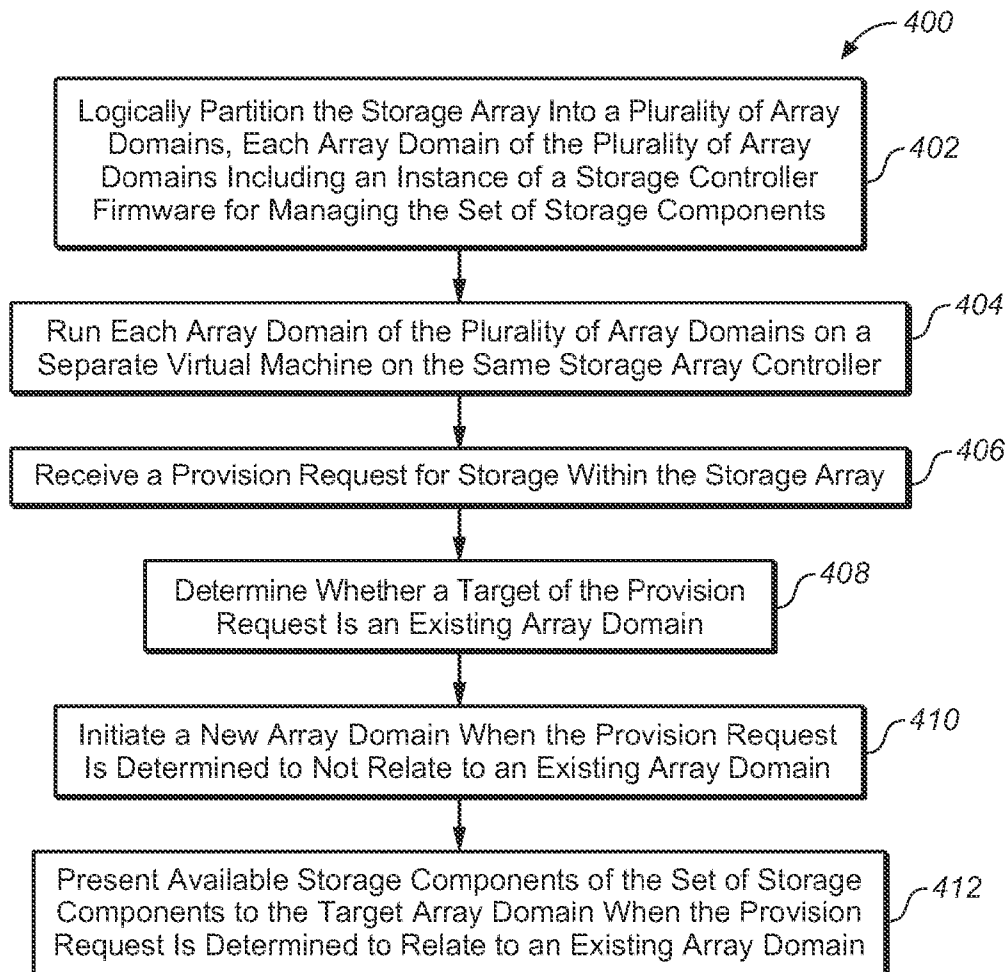 400
Logically Partition the Storage Array Into a Plurality of Array
Domains, Each Array Domain of the Plurality of Array
Domains Including an Instance of a Storage Controller
Firmware for Managing the Set of Storage Components
402
Run Each Array Domain of the Plurality of Array Domains on a
Separate Virtual Machine on the Same Storage Array Controller
404
Receive a Provision Request for Storage Within the Storage Array
406
Determine Whether a Target of the Provision
Request Is an Existing Array Domain
408
Initiate a New Array Domain When the Provision Request
Is Determined to Not Relate to an Existing Array Domain
410
Present Available Storage Components of the Set of Storage
Components to the Target Array Domain When the Provision
Request Is Determined to Relate to an Existing Array Domain
412